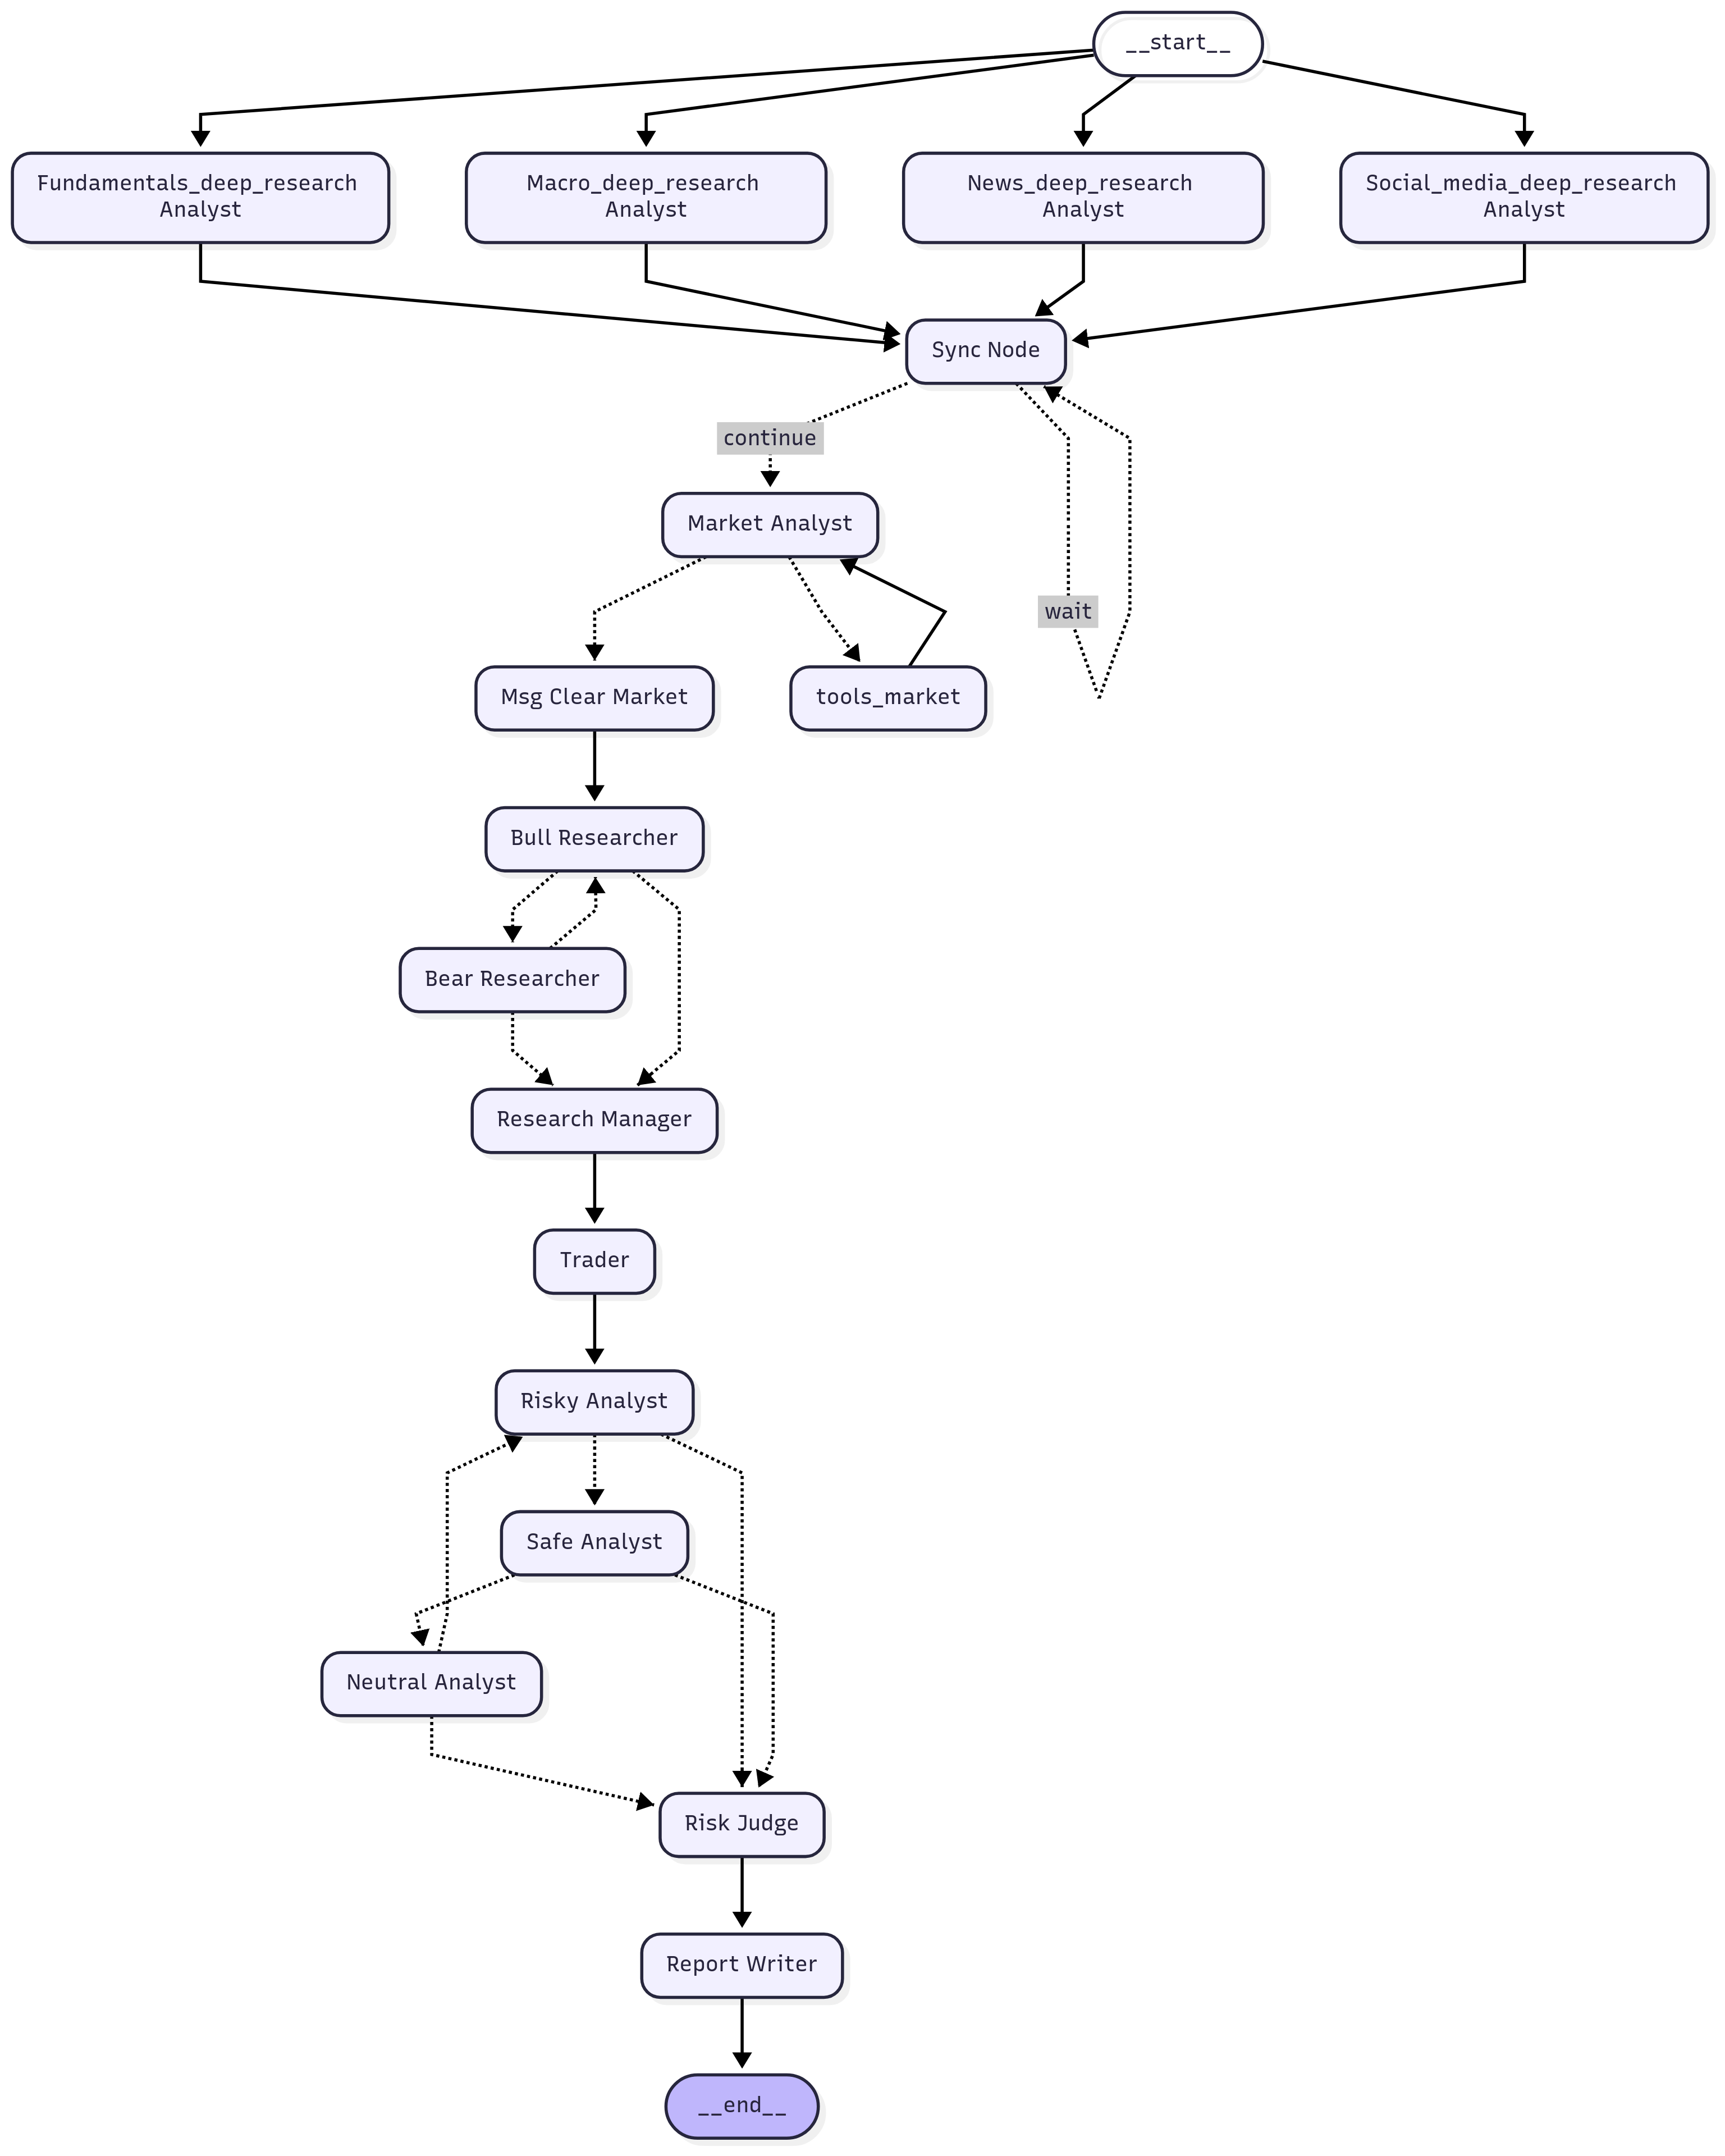 __start__
Fundamentals_deep_research
Analyst
Macro_deep_research
Analyst
News_deep_research
Analyst
Social_media_deep_research
Analyst
Sync Node
continue
Market Analyst
wait
Msg Clear Market
tools_market
Bull Researcher
Bear Researcher
Research Manager
Trader
Risky Analyst
Safe Analyst
Neutral Analyst
Risk Judge
Report Writer
__end__